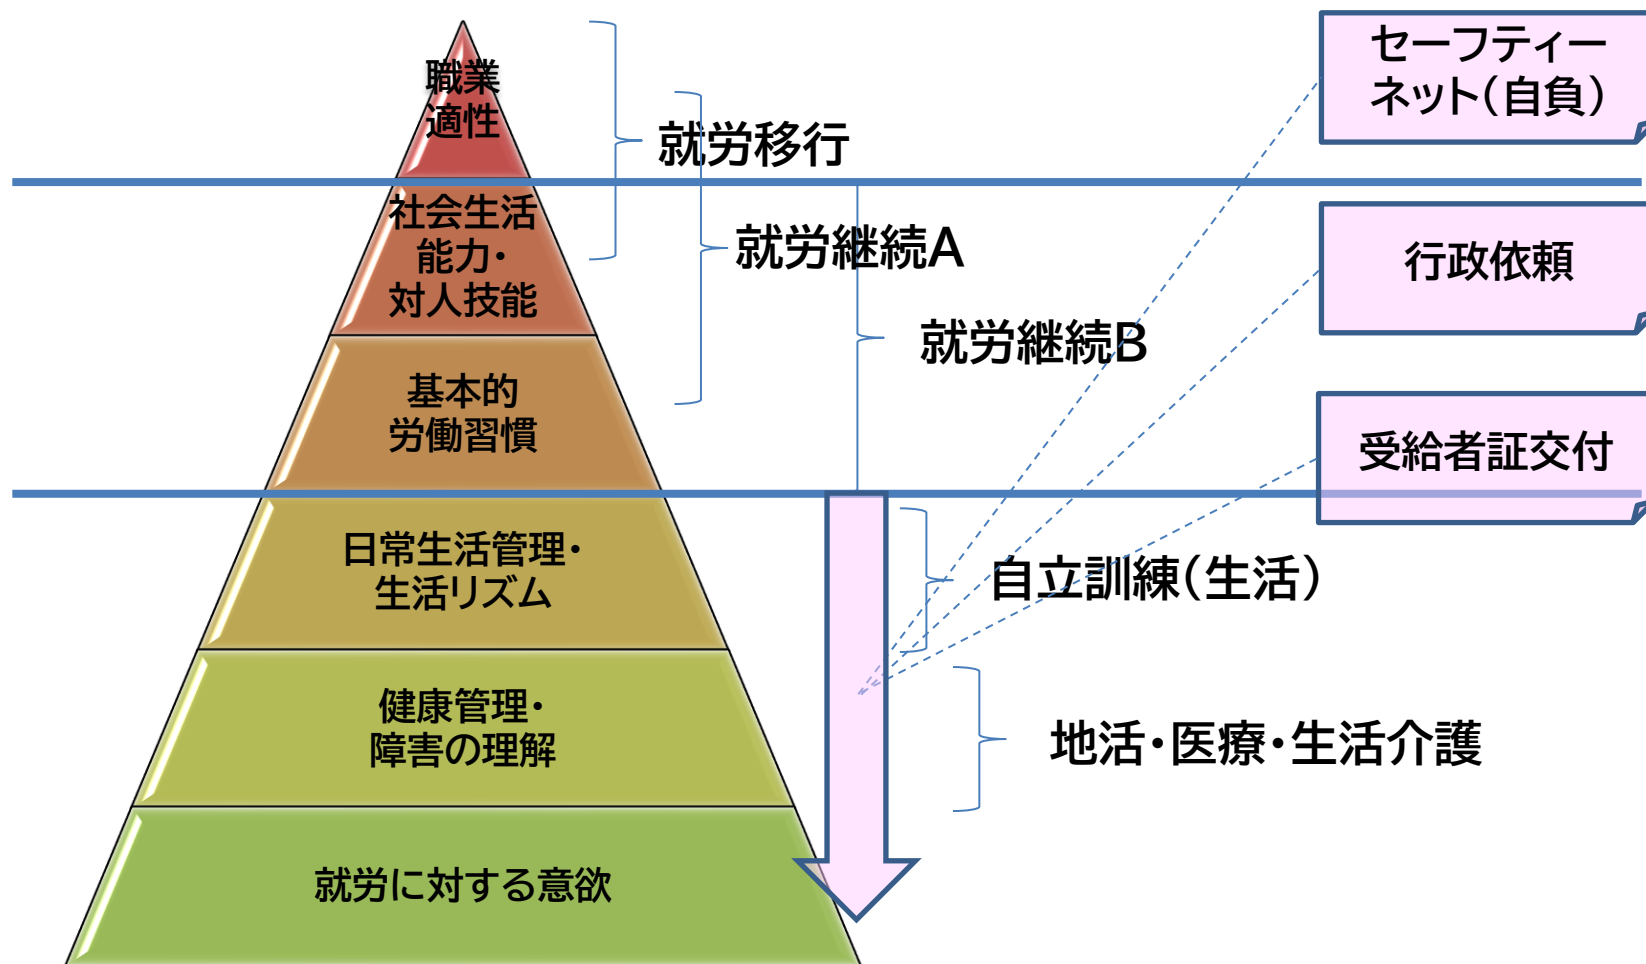 職業
適性
社会生活
能力・
対人技能
基本的
労働習慣
日常生活管理・
生活リズム
健康管理・
障害の理解
就労に対する意欲
就労移行
就労継続A
就労継続B
自立訓練（生活）
地活・医療・生活介護
セーフティー
ネット（自負）
行政依頼
受給者証交付